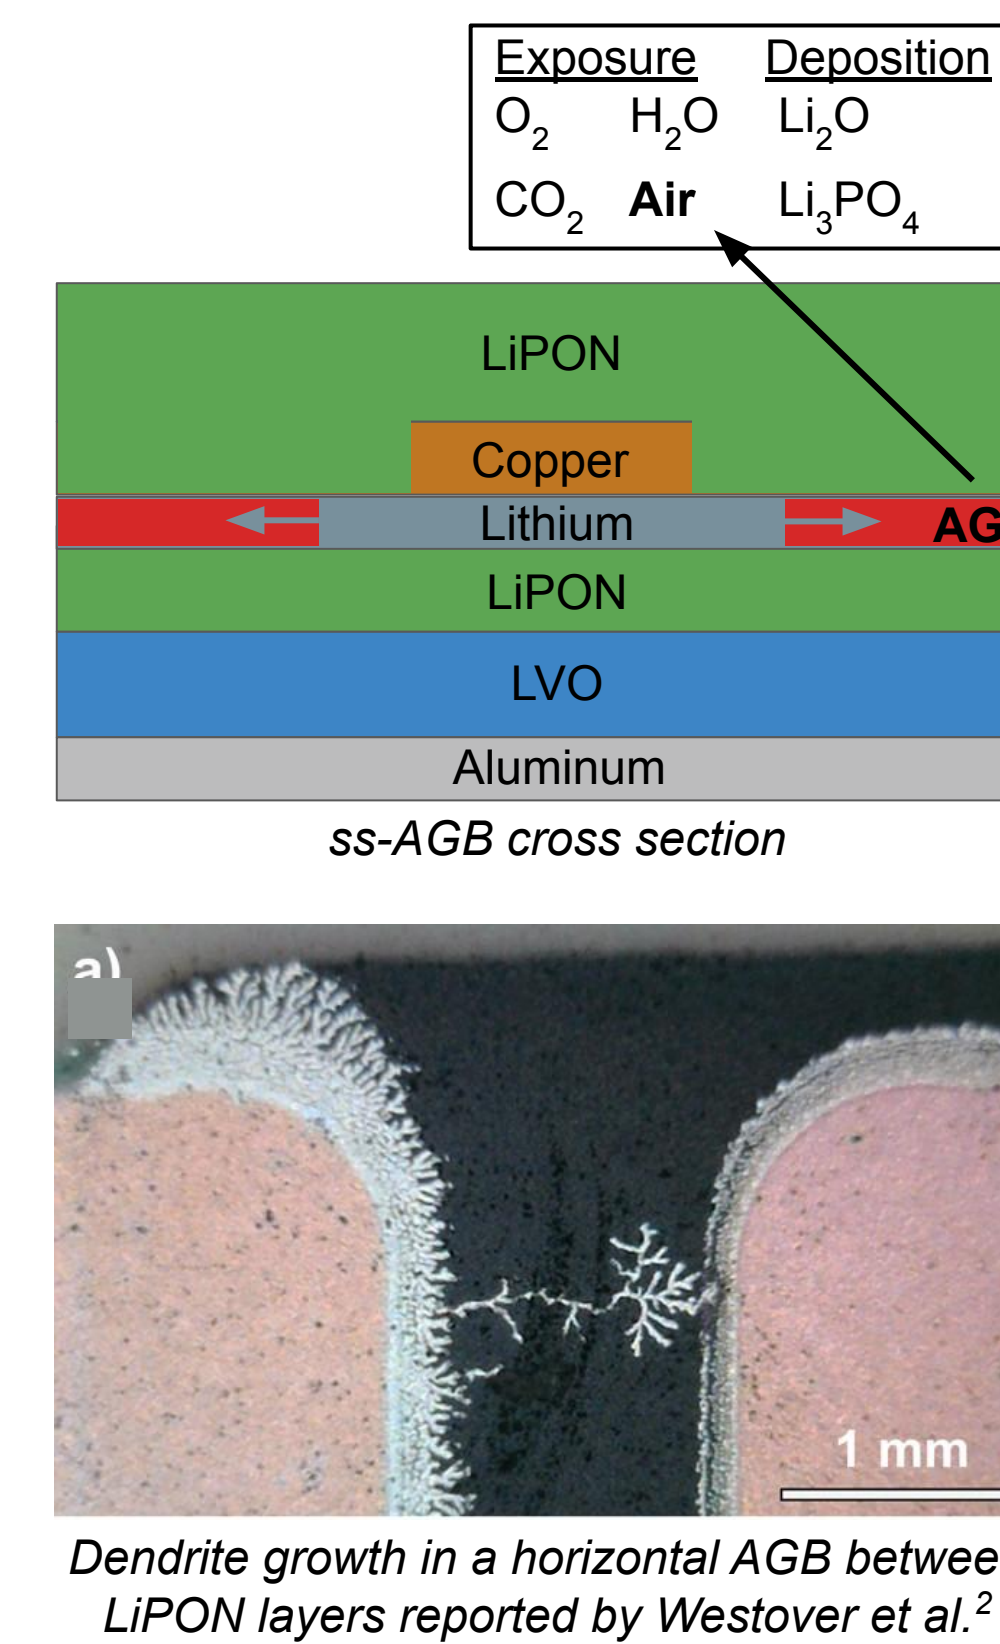 Exposure Deposition
O₂ H₂O Li₂O
CO₂ Air Li₃PO₄
LiPON
Copper
Lithium AG
LiPON
LVO
Aluminum
ss-AGB cross section
a)
1 mm
Dendrite growth in a horizontal AGB betwee
LiPON layers reported by Westover et al.²